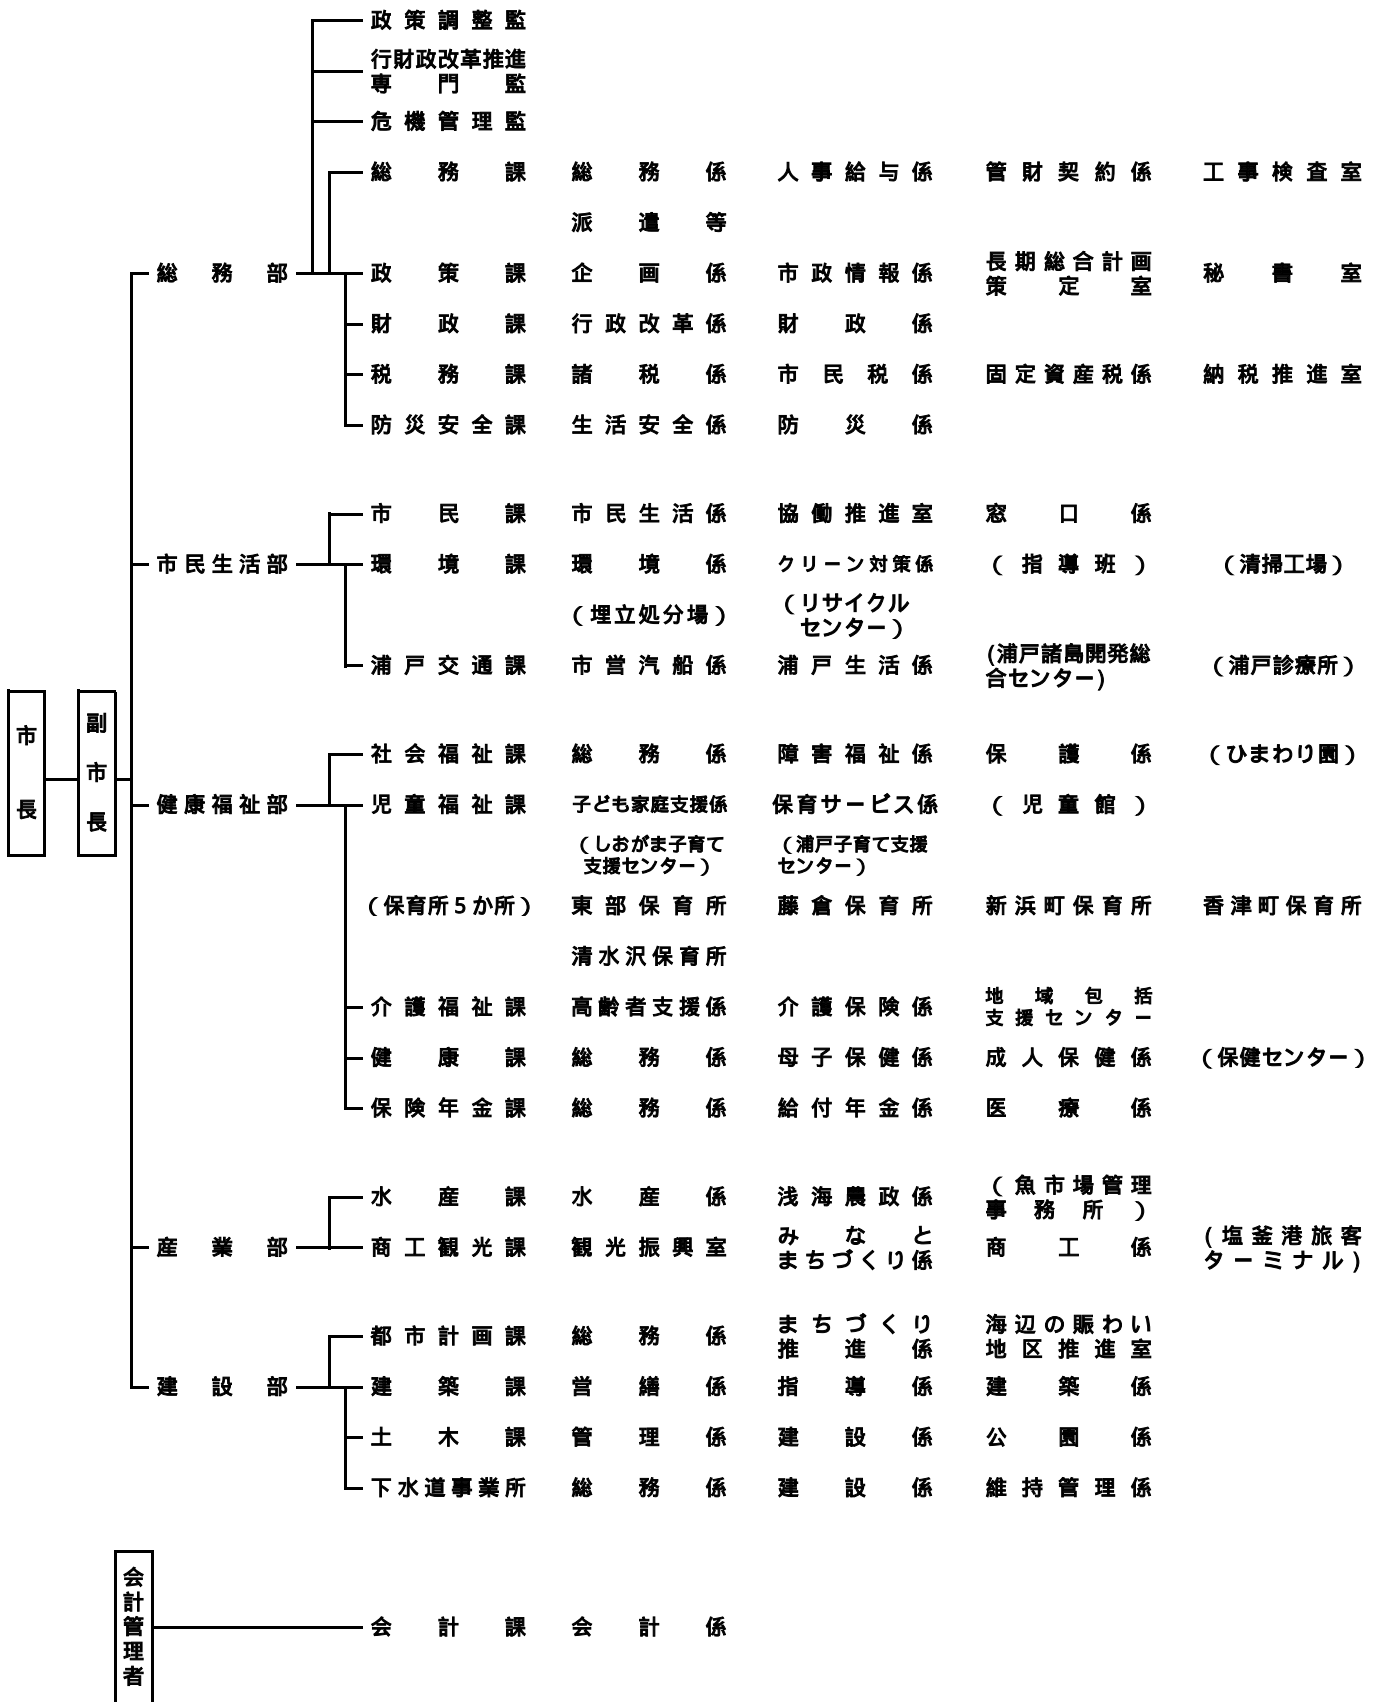 政策調整監
行財政改革推進
専門監
危機管理監
総務課 総務係 人事給与係 管財契約係 工事検査室
派遣等
総務部 政策課 企画係 市政情報係 長期総合計画
策定室 秘書室
財政課 行政改革係 財政係
税務課 諸税係 市民税係 固定資産税係 納税推進室
防災安全課 生活安全係 防災係
市民課 市民生活係 協働推進室 窓口係
市民生活部 環境課 環境係 クリーン対策係 (指導班) (清掃工場)
(埋立処分場) (リサイクル
センター)
浦戸交通課 市営汽船係 浦戸生活係 (浦戸諸島開発総
合センター) (浦戸診療所)
市長
副市長
社会福祉課 総務係 障害福祉係 保護係 (ひまわり園)
健康福祉部 児童福祉課 子ども家庭支援係 保育サービス係 (児童館)
(しおがま子育て
支援センター) (浦戸子育て支援
センター)
(保育所5か所) 東部保育所 藤倉保育所 新浜町保育所 香津町保育所
清水沢保育所
介護福祉課 高齢者支援係 介護保険係 地域包括
支援センター
健康課 総務係 母子保健係 成人保健係 (保健センター)
保険年金課 総務係 給付年金係 医療係
水産課 水産係 浅海農政係 (魚市場管理
事務所)
産業部 商工観光課 観光振興室 みなと
まちづくり係 商工係 (塩釜港旅客
ターミナル)
都市計画課 総務係 まちづくり
推進係 海辺の賑わい
地区推進室
建設部 建築課 営繕係 指導係 建築係
土木課 管理係 建設係 公園係
下水道事業所 総務係 建設係 維持管理係
会計管理者 会計課 会計係